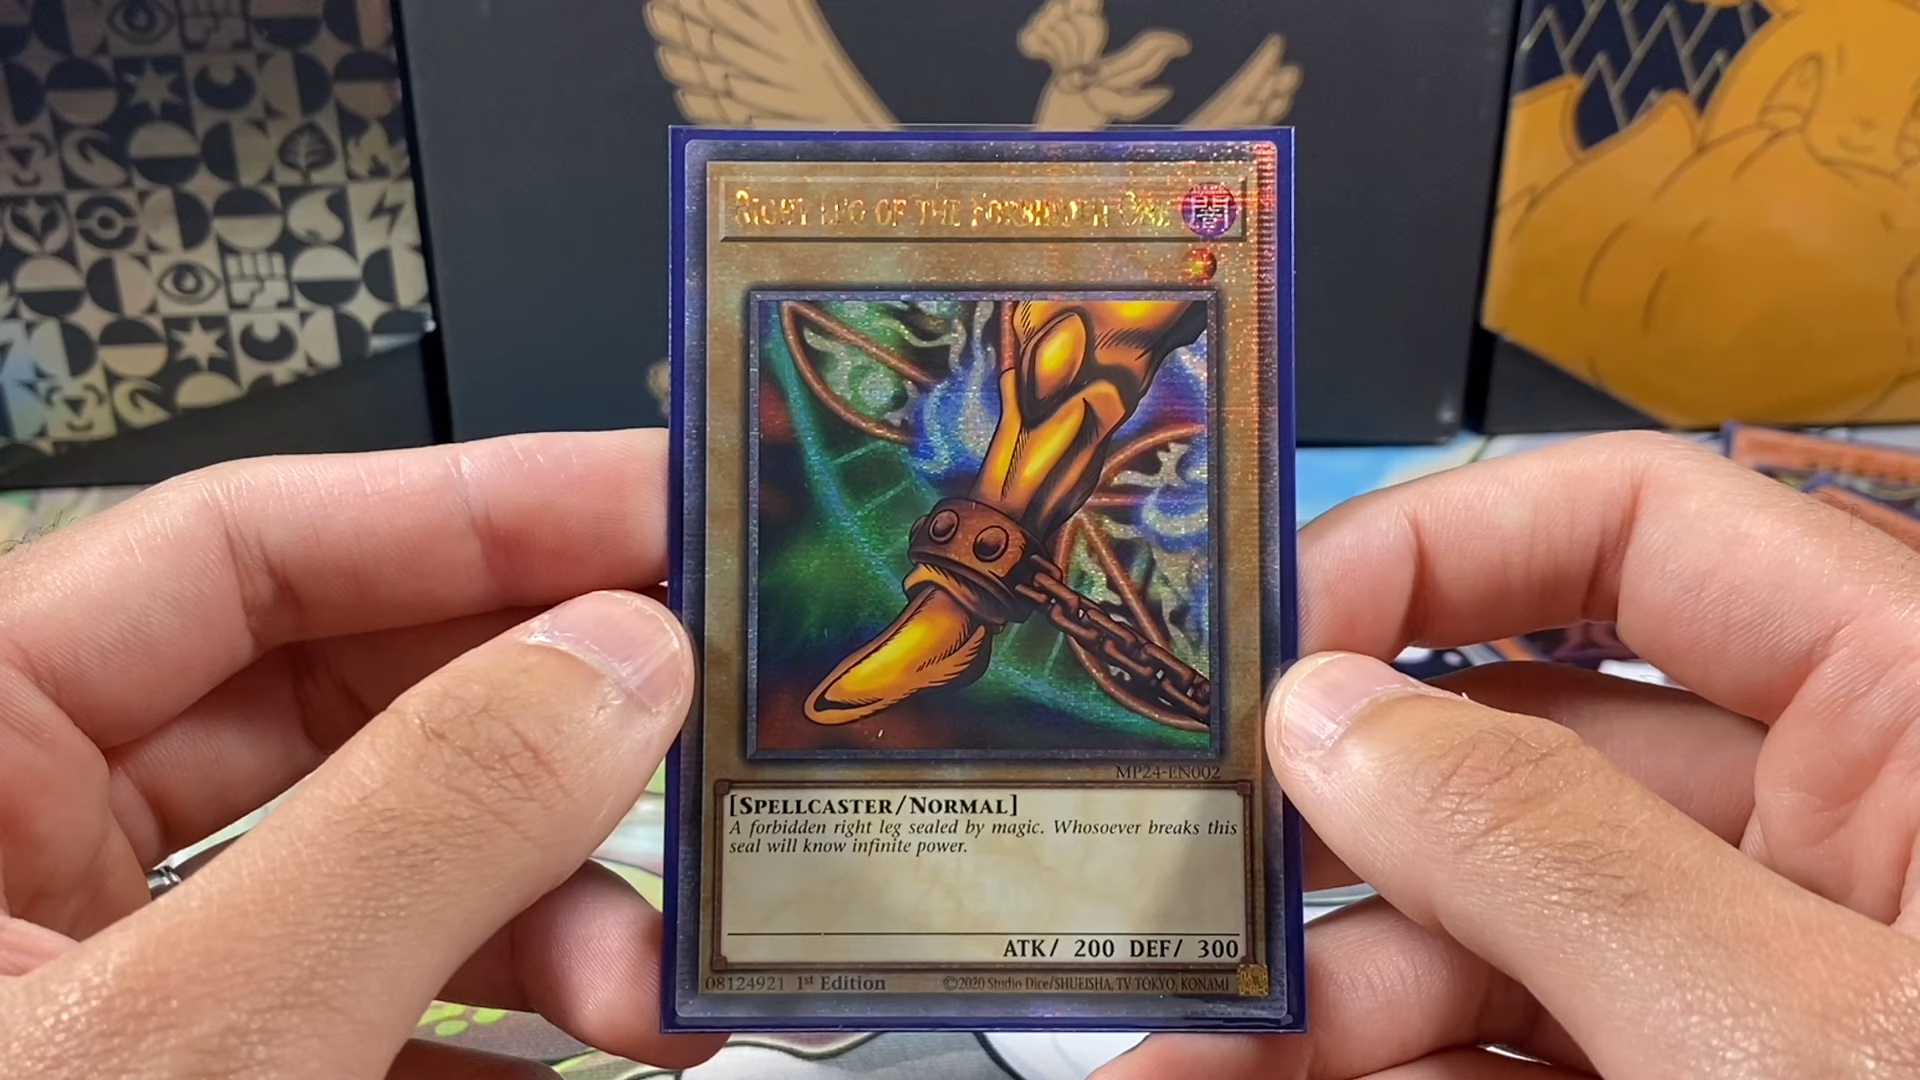 Right Leg of the Forbidden One
闇
MP24-EN002
[Spellcaster/Normal]
A forbidden right leg sealed by magic. Whosoever breaks this
seal will know infinite power.
ATK/ 200 DEF/ 300
08124921 1st Edition ©2020 Studio Dice/SHUEISHA, TV TOKYO, KONAMI